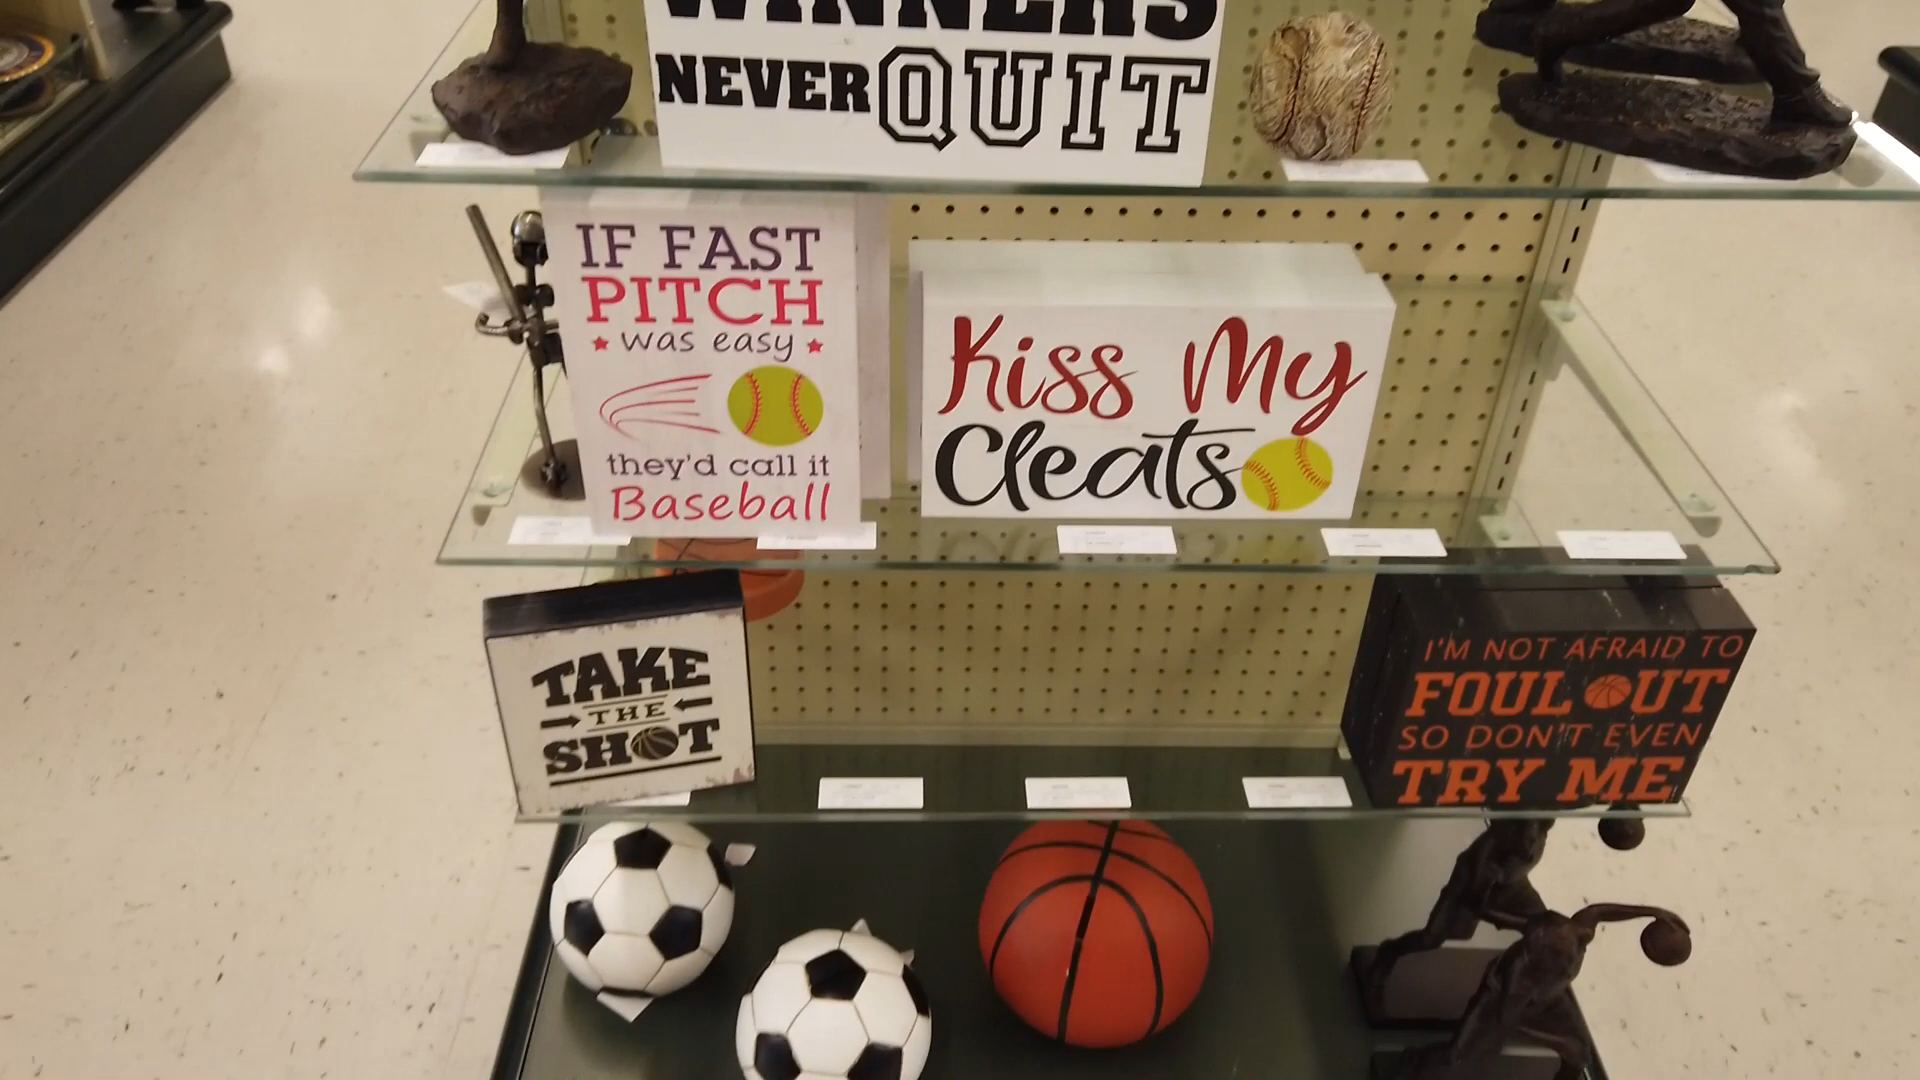 WINNERS
NEVER QUIT
IF FAST
PITCH
was easy
they'd call it
Baseball
Kiss My
Cleats
TAKE
THE
SHOT
I'M NOT AFRAID TO
FOUL OUT
SO DON'T EVEN
TRY ME